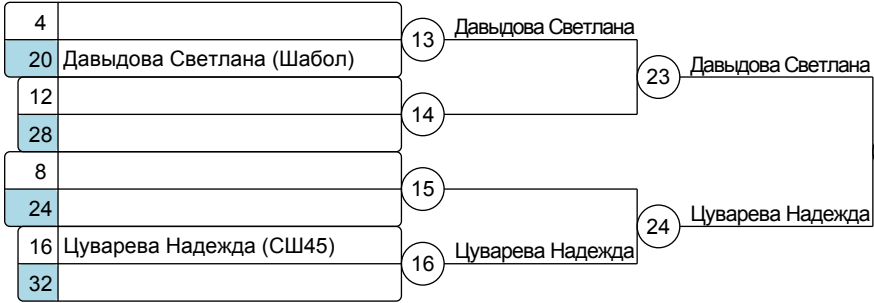 4
13 Давыдова Светлана
20 Давыдова Светлана (Шабол)
23 Давыдова Светлана
12
14
28
8
15
24
24 Цуварева Надежда
16 Цуварева Надежда (СШ45)
16 Цуварева Надежда
32